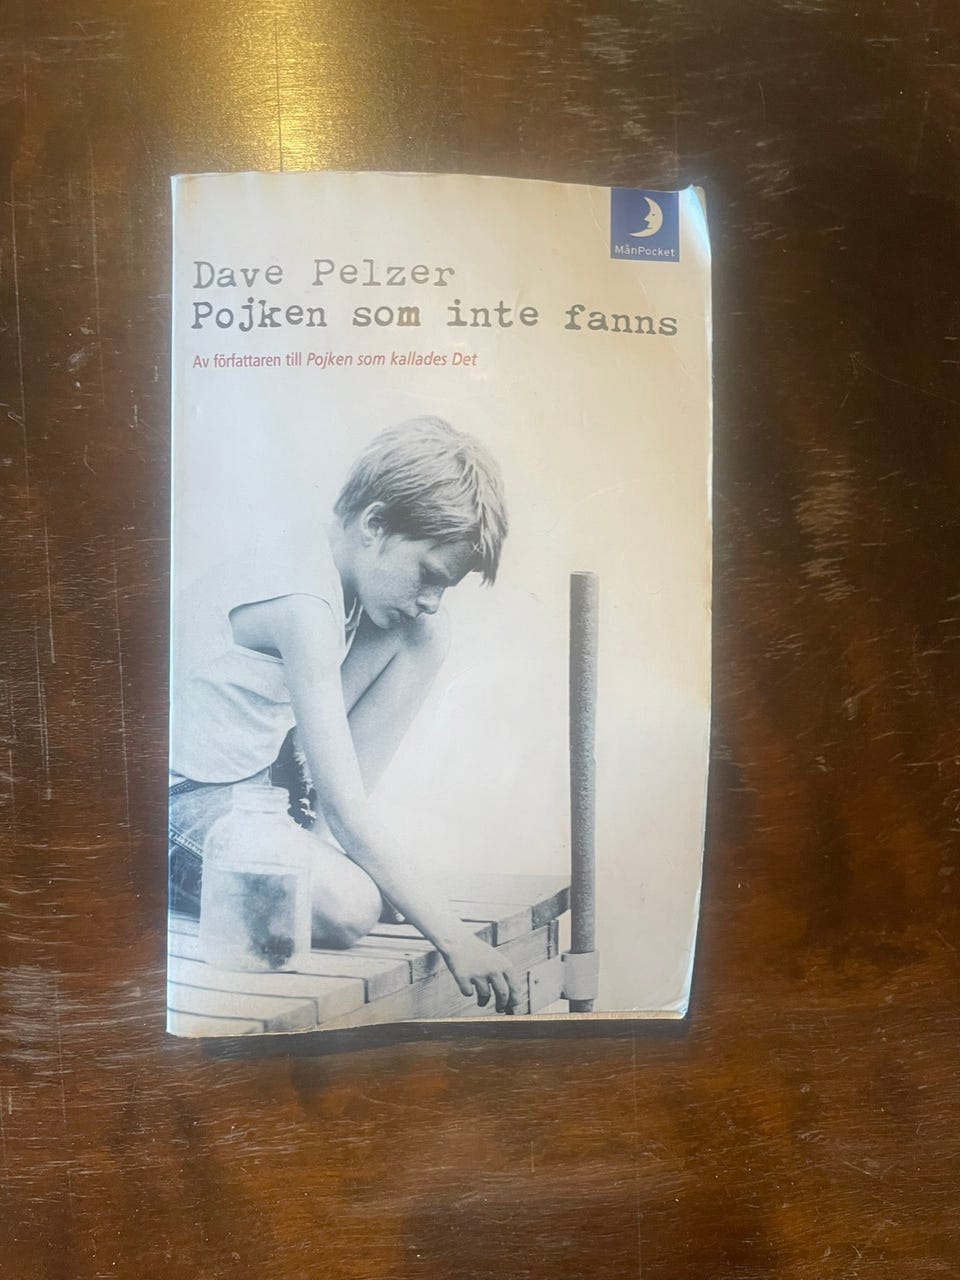 MånPocket
Dave Pelzer
Pojken som inte fanns
Av författaren till Pojken som kallades Det